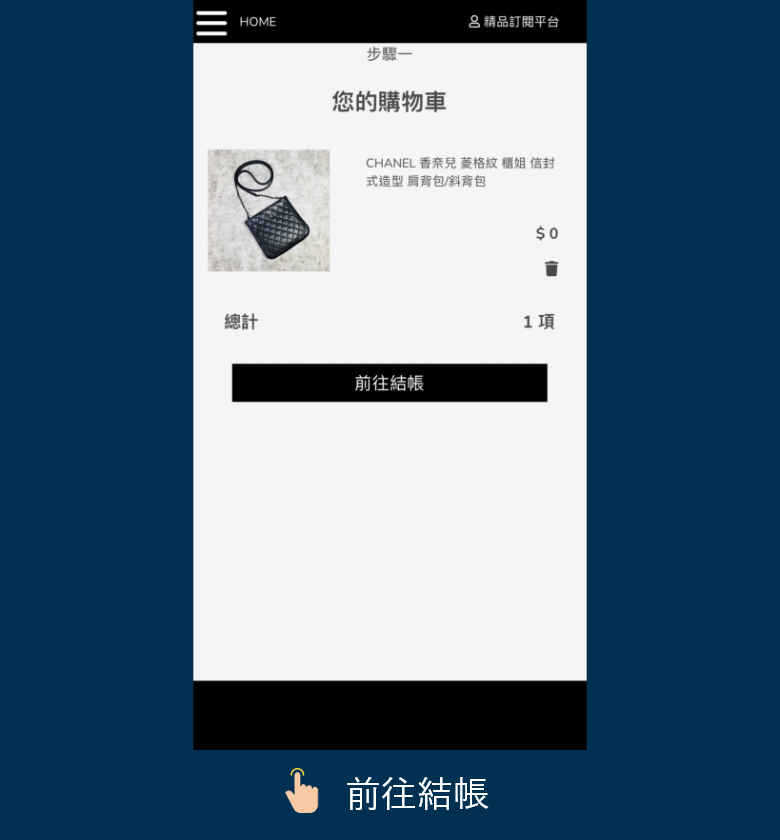 HOME
精品訂閱平台
步驟一
您的購物車
CHANEL 香奈兒 菱格紋 櫃姐 信封
式造型 肩背包/斜背包
$ 0
總計
1 項
前往結帳
前往結帳